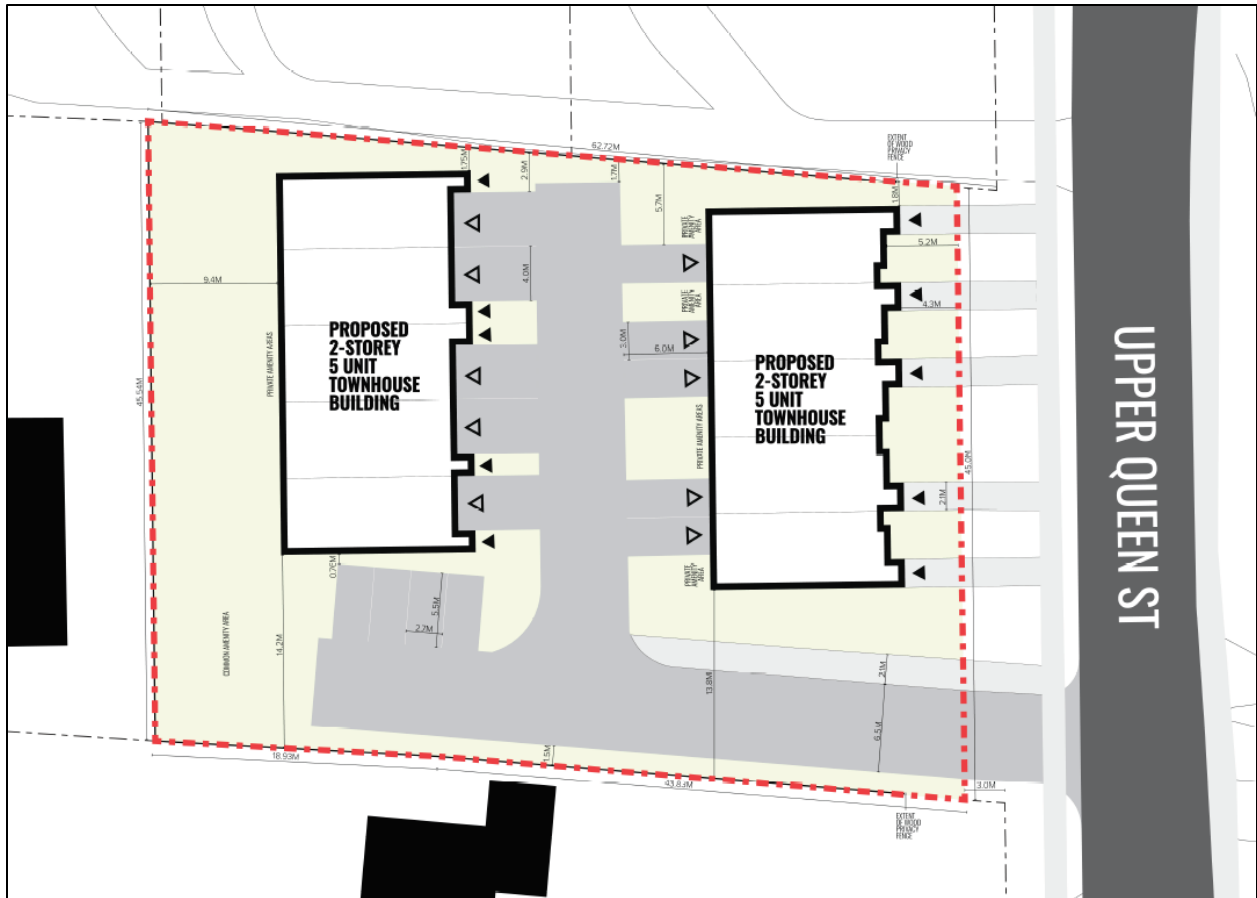 EXTENT
OF WOOD
PRIVACY
FENCE
62.72M
1.75M
2.9M
1.7M
5.7M
1.8M
PRIVATE
AMENITY
AREA
5.2M
9.4M
4.0M
PRIVATE
AMENITY
AREA
4.3M
3.0M
6.0M
PROPOSED
2-STOREY
5 UNIT
TOWNHOUSE
BUILDING
PROPOSED
2-STOREY
5 UNIT
TOWNHOUSE
BUILDING
UPPER QUEEN ST
PRIVATE AMENITY AREAS
45.54M
PRIVATE AMENITY AREAS
45.0M
2.1M
0.76M
PRIVATE
AMENITY
AREA
5.5M
2.7M
COMMON AMENITY AREA
14.2M
13.8M
2.1M
6.5M
1.5M
18.93M
43.83M
3.0M
EXTENT
OF WOOD
PRIVACY
FENCE